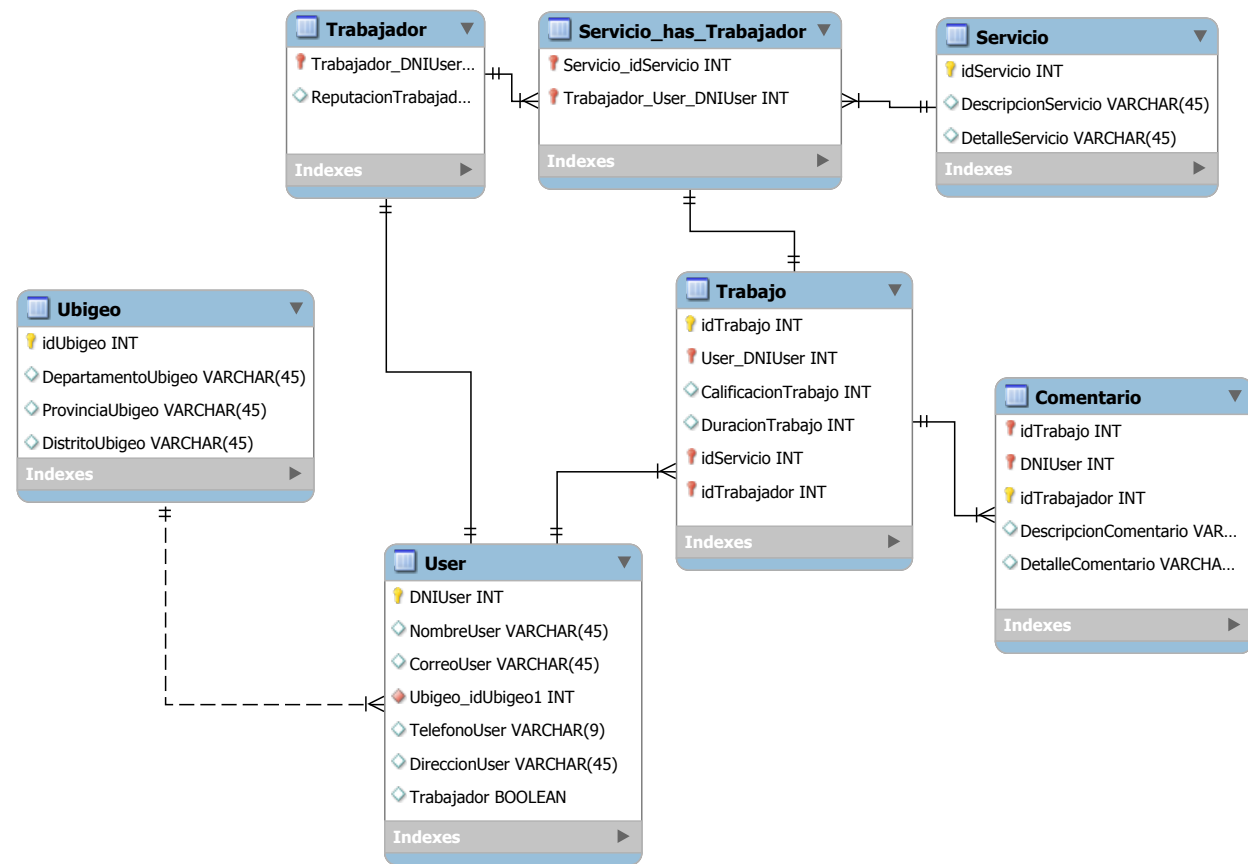 Trabajador
Trabajador_DNIUser...
ReputacionTrabajad...
Indexes
Servicio_has_Trabajador
Servicio_idServicio INT
Trabajador_User_DNIUser INT
Indexes
Servicio
idServicio INT
DescripcionServicio VARCHAR(45)
DetalleServicio VARCHAR(45)
Indexes
Ubigeo
idUbigeo INT
DepartamentoUbigeo VARCHAR(45)
ProvinciaUbigeo VARCHAR(45)
DistritoUbigeo VARCHAR(45)
Indexes
Trabajo
idTrabajo INT
User_DNIUser INT
CalificacionTrabajo INT
DuracionTrabajo INT
idServicio INT
idTrabajador INT
Indexes
Comentario
idTrabajo INT
DNIUser INT
idTrabajador INT
DescripcionComentario VAR...
DetalleComentario VARCHA...
Indexes
User
DNIUser INT
NombreUser VARCHAR(45)
CorreoUser VARCHAR(45)
Ubigeo_idUbigeo1 INT
TelefonoUser VARCHAR(9)
DireccionUser VARCHAR(45)
Trabajador BOOLEAN
Indexes